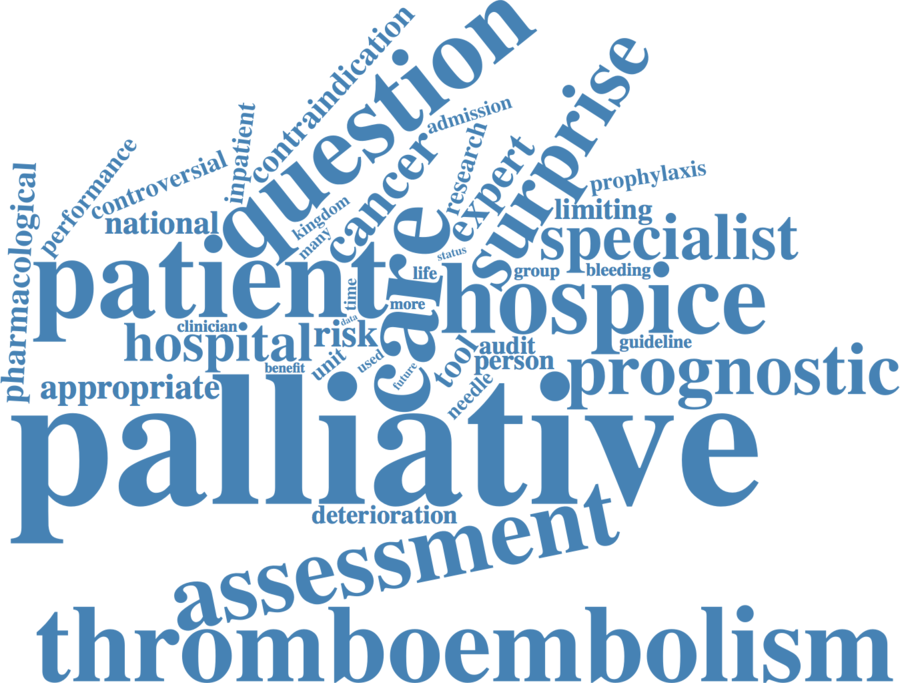 contraindication
question
surprise
inpatient
admission
performance
controversial
cancer
research
expert
prophylaxis
pharmacological
national
kingdom
many
limiting
specialist
patient
care
status
life
group
bleeding
hospice
time
more
data
clinician
hospital
risk
tool
audit
guideline
person
prognostic
benefit
unit
used
future
needle
appropriate
palliative
deterioration
assessment
thromboembolism